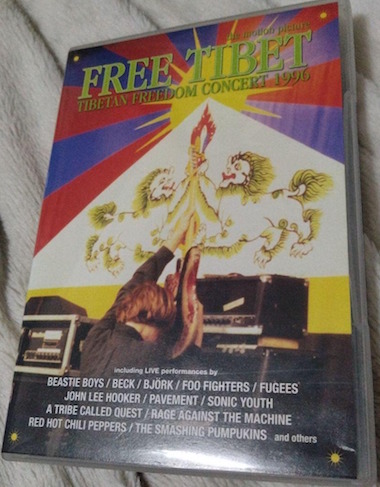 the motion picture
FREE TIBET
TIBETAN FREEDOM CONCERT 1996
including LIVE performances by
BEASTIE BOYS / BECK / BJÖRK / FOO FIGHTERS / FUGEES
JOHN LEE HOOKER / PAVEMENT / SONIC YOUTH
A TRIBE CALLED QUEST / RAGE AGAINST THE MACHINE
RED HOT CHILI PEPPERS / THE SMASHING PUMPUKINS and others